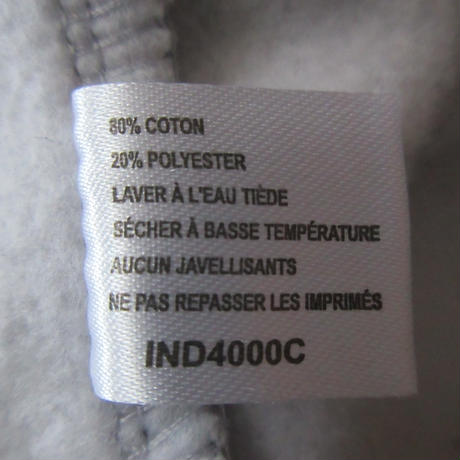 80% COTON
20% POLYESTER
LAVER À L'EAU TIÈDE
SÉCHER À BASSE TEMPÉRATURE
AUCUN JAVELLISANTS
NE PAS REPASSER LES IMPRIMÉS
IND4000C